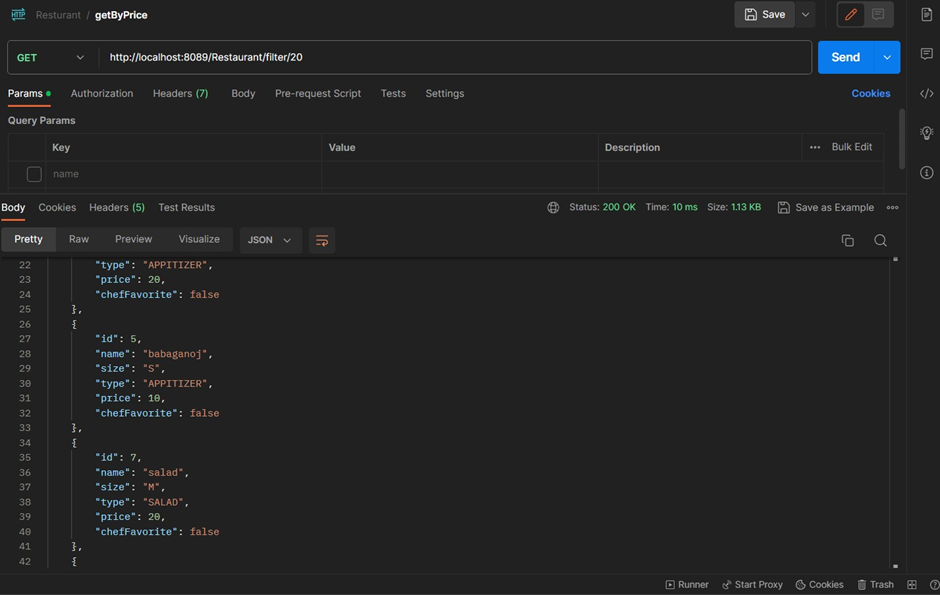 HTTP Resturant / getByPrice Save
GET http://localhost:8089/Restaurant/filter/20 Send
Params Authorization Headers (7) Body Pre-request Script Tests Settings Cookies
Query Params
Key Value Description ... Bulk Edit
name
Body Cookies Headers (5) Test Results Status: 200 OK Time: 10 ms Size: 1.13 KB Save as Example
Pretty Raw Preview Visualize JSON
22 "type": "APPITIZER",
23 "price": 20,
24 "chefFavorite": false
25 },
26 {
27 "id": 5,
28 "name": "babaganoj",
29 "size": "S",
30 "type": "APPITIZER",
31 "price": 10,
32 "chefFavorite": false
33 },
34 {
35 "id": 7,
36 "name": "salad",
37 "size": "M",
38 "type": "SALAD",
39 "price": 20,
40 "chefFavorite": false
41 },
42 {
Runner Start Proxy Cookies Trash